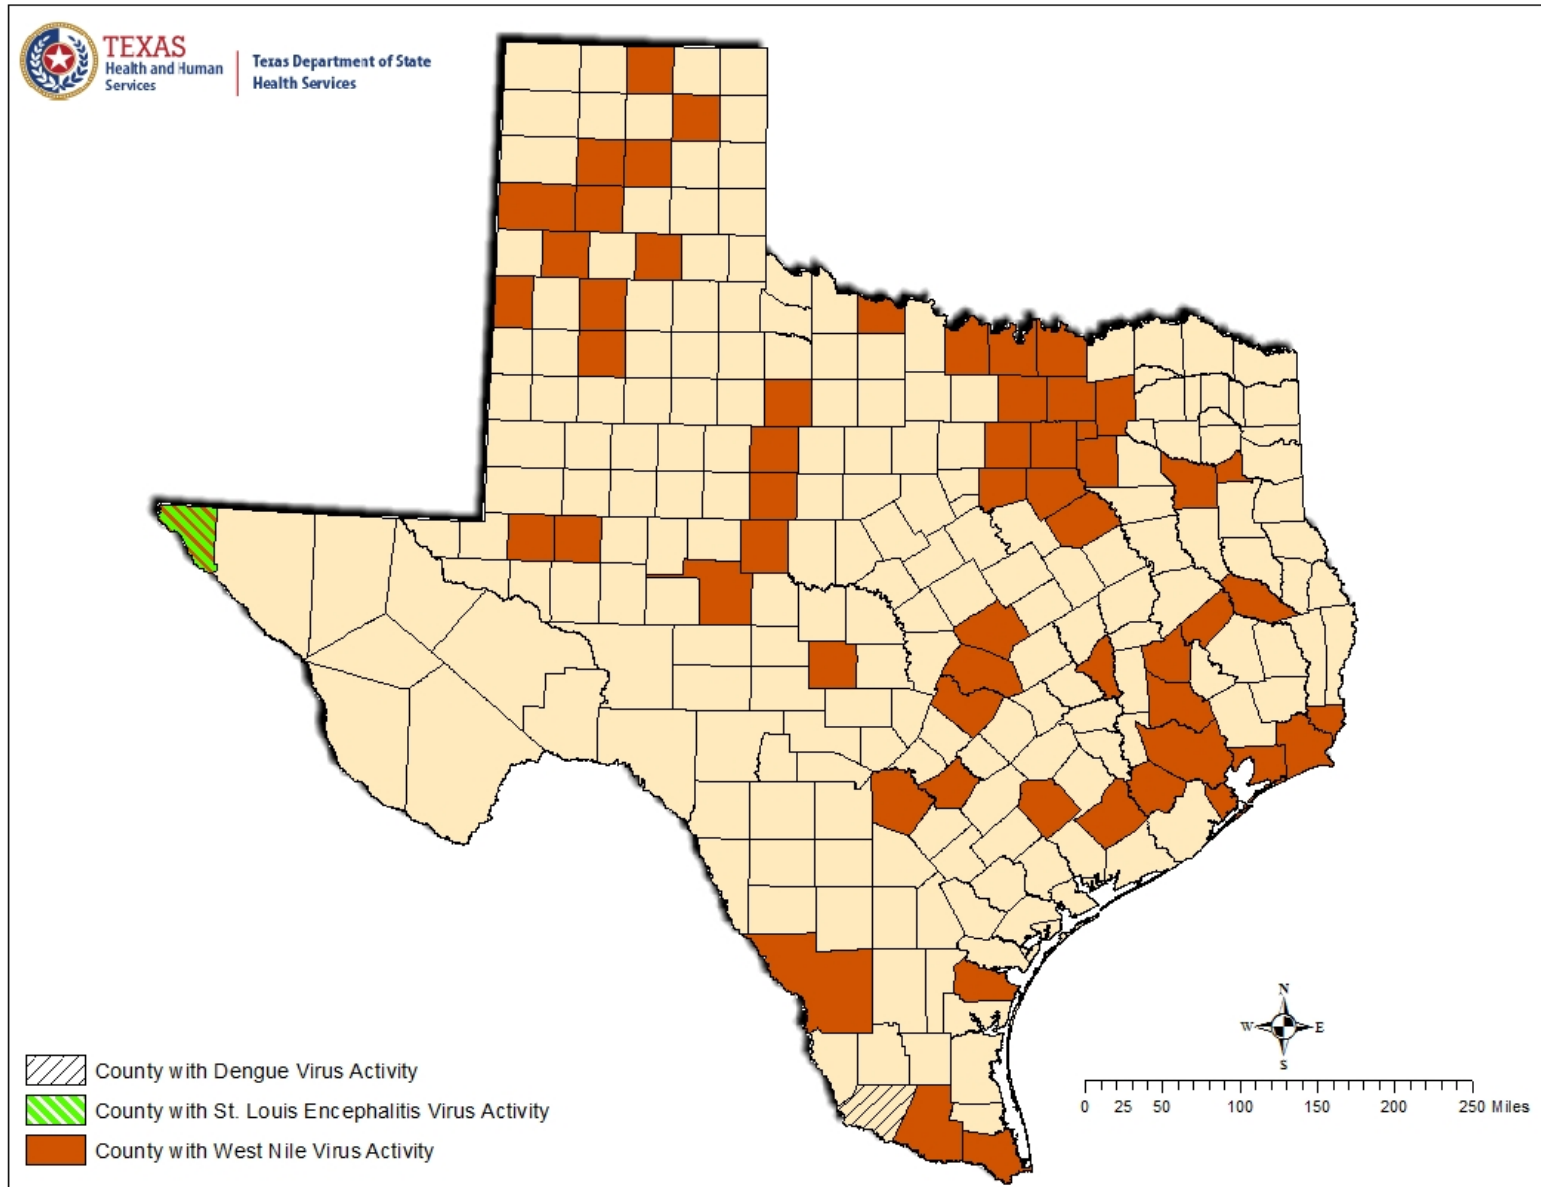 TEXAS
Health and Human
Services
Texas Department of State
Health Services
N
W E
S
County with Dengue Virus Activity
County with St. Louis Encephalitis Virus Activity
County with West Nile Virus Activity
0 25 50 100 150 200 250 Miles